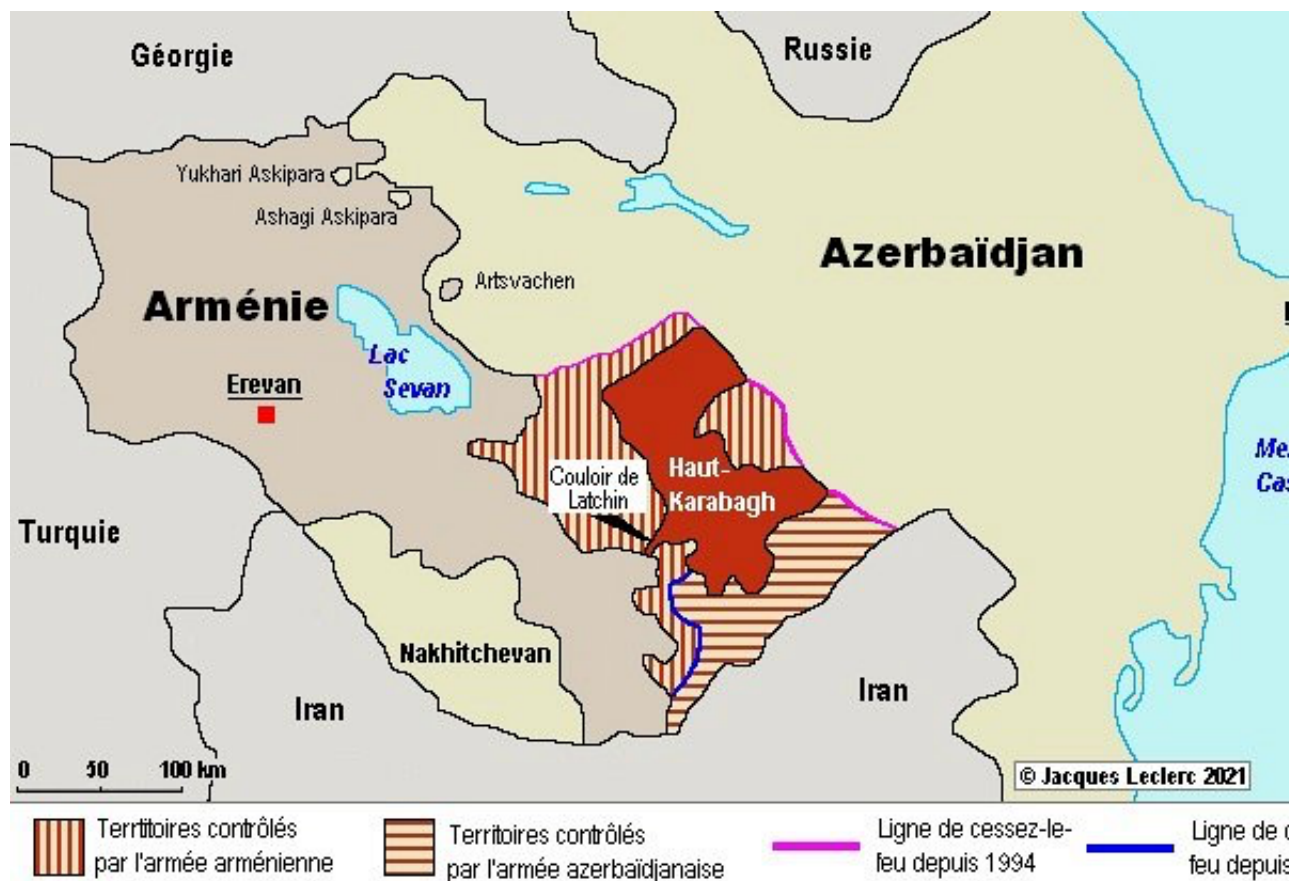 Géorgie
Russie
Yukhari Askipara
Ashagi Askipara
Azerbaïdjan
Artsvachen
Arménie
Lac
Sevan
Erevan
Couloir de
Latchin
Haut-
Karabagh
Turquie
Nakhitchevan
Iran
Iran
0 50 100 km
© Jacques Leclerc 2021
Terrtitoires contrôlés
par l'armée arménienne
Territoires contrôlés
par l'armée azerbaïdjanaise
Ligne de cessez-le-
feu depuis 1994
Ligne de
feu depuis